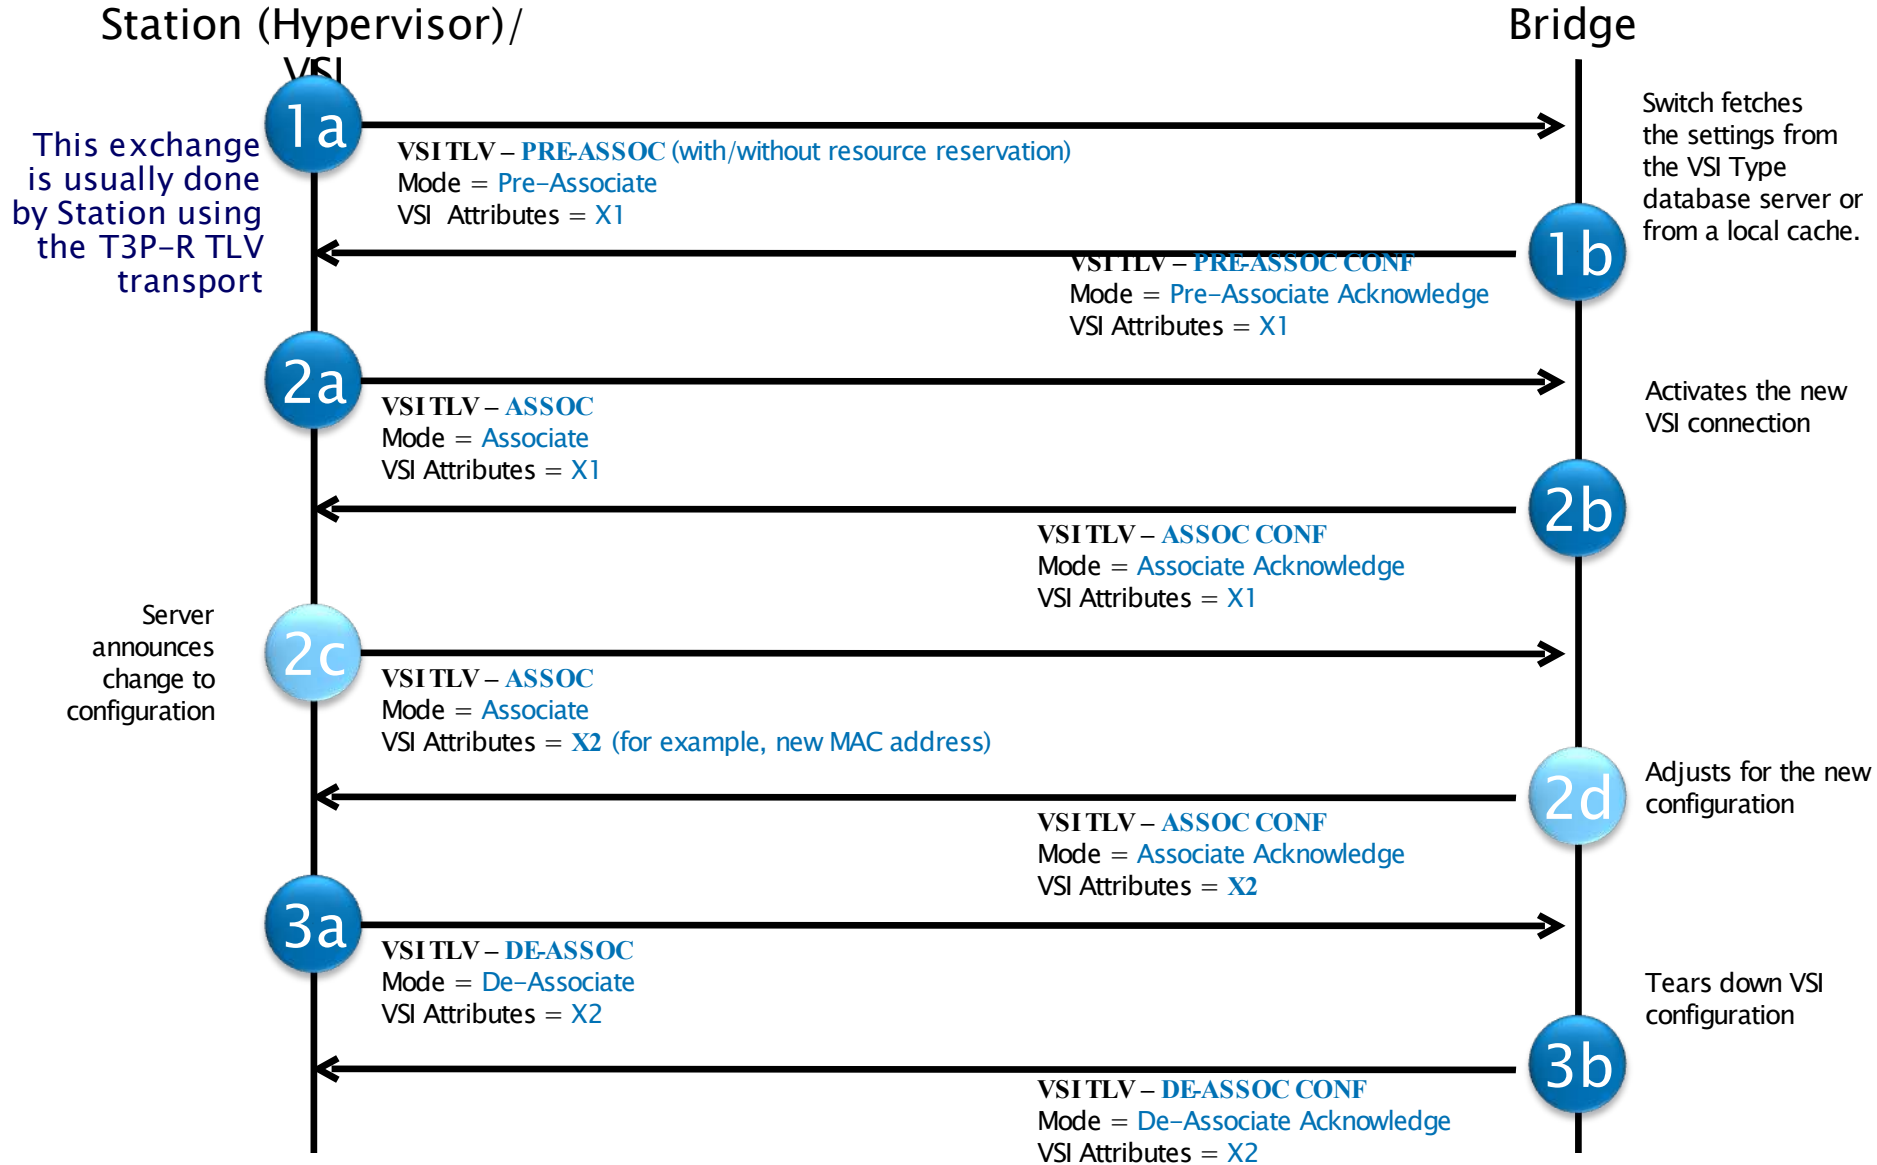 Station (Hypervisor)/
VSI
Bridge
1a
This exchange
is usually done
by Station using
the T3P-R TLV
transport
VSI TLV – PRE-ASSOC (with/without resource reservation)
Mode = Pre-Associate
VSI Attributes = X1
Switch fetches
the settings from
the VSI Type
database server or
from a local cache.
1b
VSI TLV – PRE-ASSOC CONF
Mode = Pre-Associate Acknowledge
VSI Attributes = X1
2a
VSI TLV – ASSOC
Mode = Associate
VSI Attributes = X1
Activates the new
VSI connection
2b
VSI TLV – ASSOC CONF
Mode = Associate Acknowledge
VSI Attributes = X1
Server
announces
change to
configuration
2c
VSI TLV – ASSOC
Mode = Associate
VSI Attributes = X2 (for example, new MAC address)
2d
Adjusts for the new
configuration
VSI TLV – ASSOC CONF
Mode = Associate Acknowledge
VSI Attributes = X2
3a
VSI TLV – DE-ASSOC
Mode = De-Associate
VSI Attributes = X2
Tears down VSI
configuration
3b
VSI TLV – DE-ASSOC CONF
Mode = De-Associate Acknowledge
VSI Attributes = X2